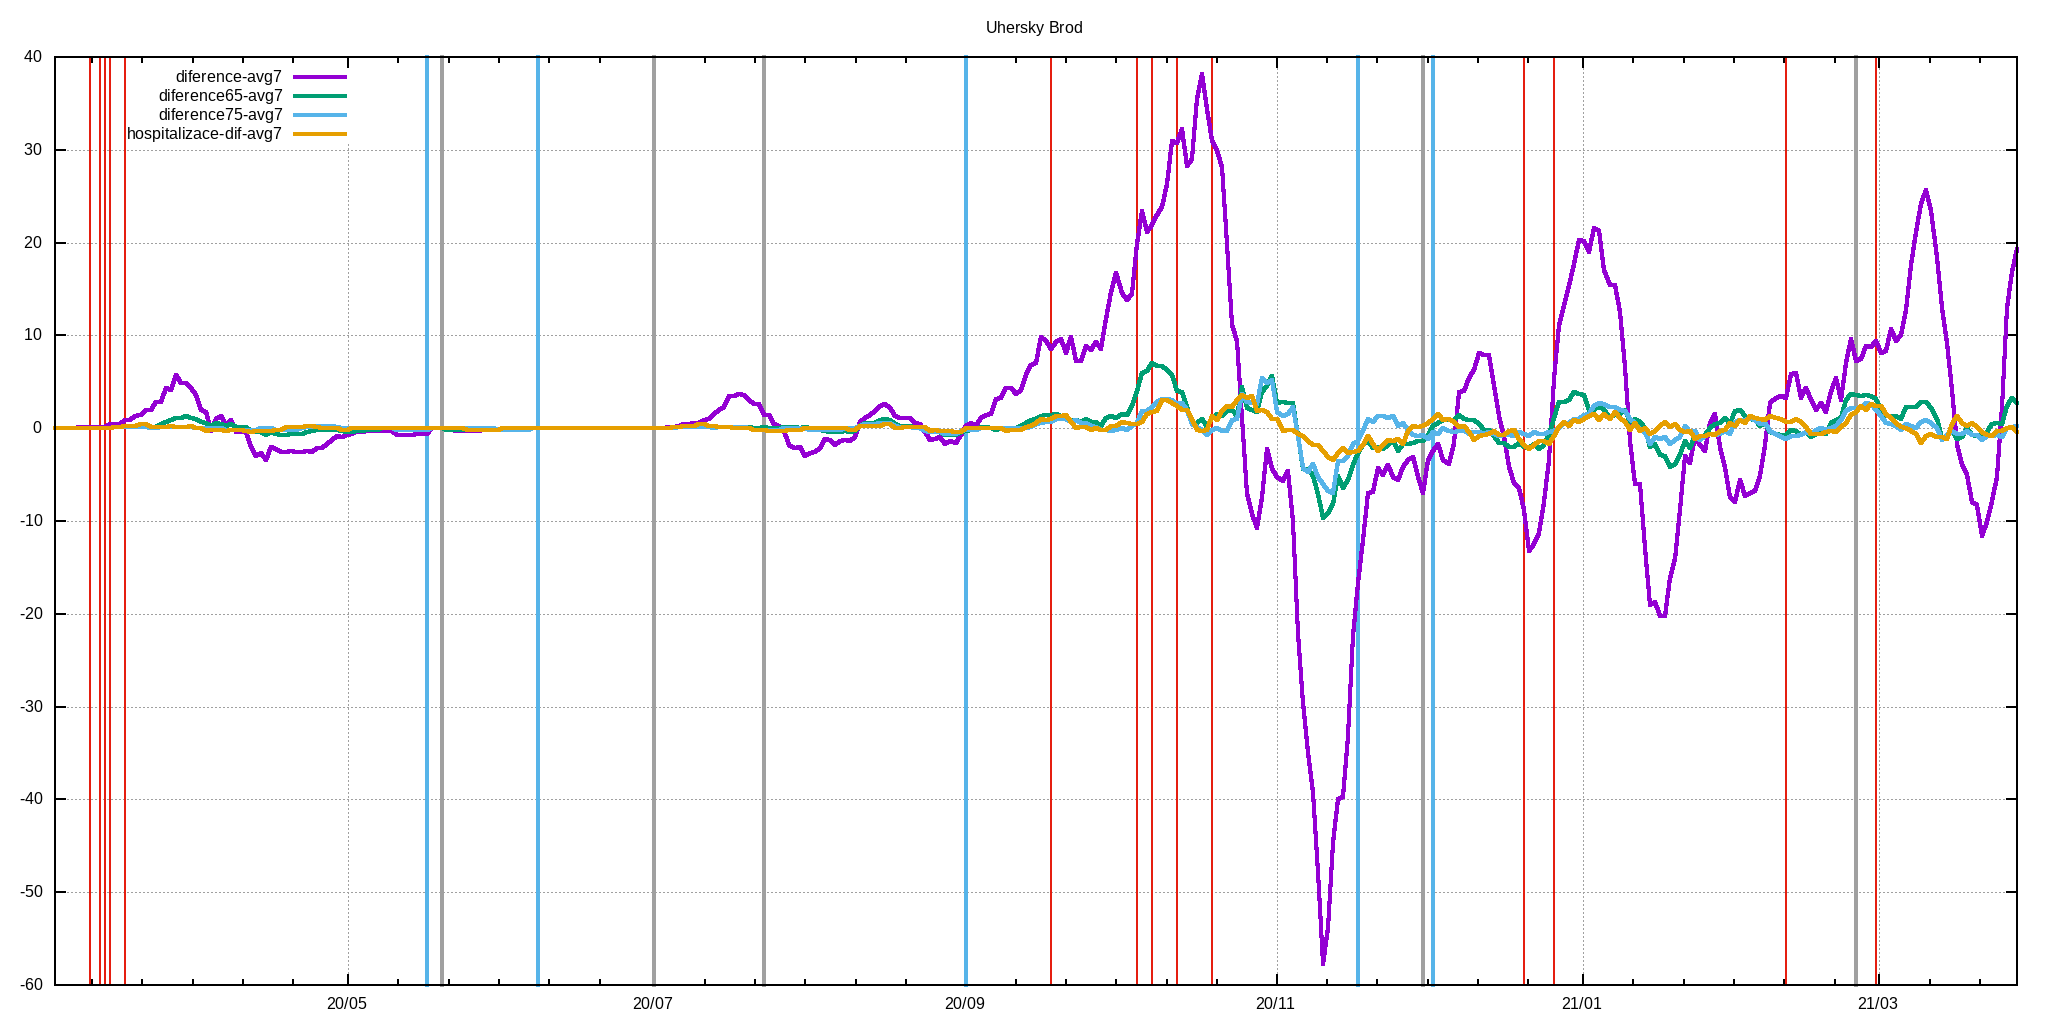 Uhersky Brod
diference-avg7
diference65-avg7
diference75-avg7
hospitalizace-dif-avg7
40
30
20
10
0
-10
-20
-30
-40
-50
-60
20/05 20/07 20/09 20/11 21/01 21/03